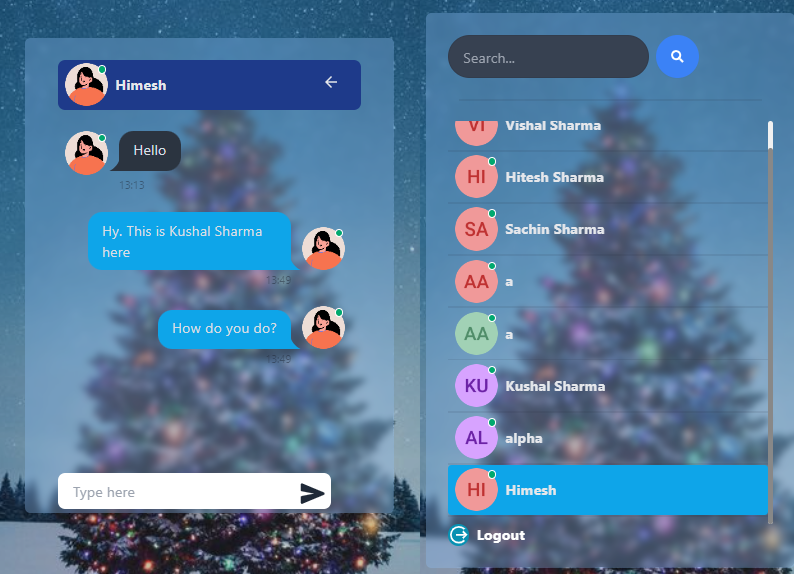 Himesh
Hello
13:13
Hy. This is Kushal Sharma
here
13:49
How do you do?
13:49
Type here
Search...
VI Vishal Sharma
HI Hitesh Sharma
SA Sachin Sharma
AA a
AA a
KU Kushal Sharma
AL alpha
HI Himesh
Logout